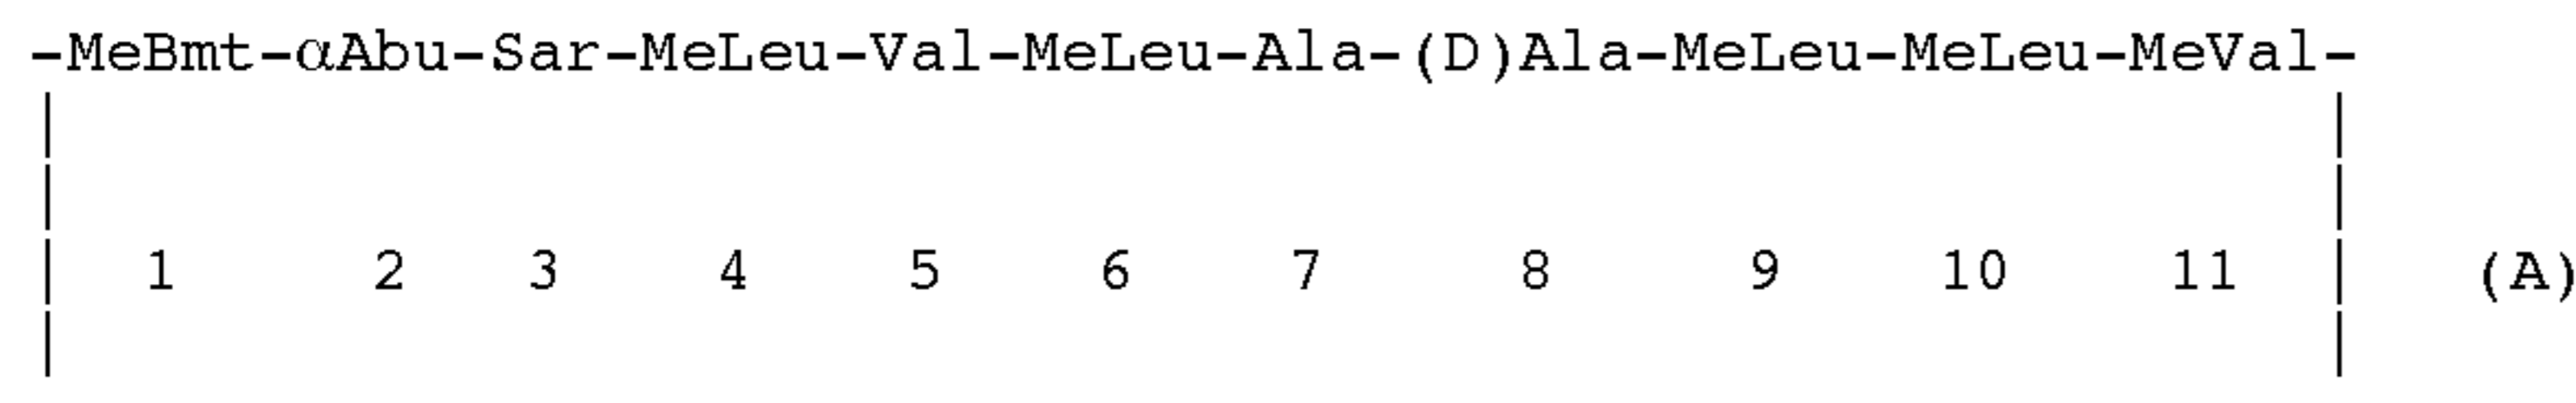 -MeBmt-αAbu-Sar-MeLeu-Val-MeLeu-Ala-(D)Ala-MeLeu-MeLeu-MeVal-
1 2 3 4 5 6 7 8 9 10 11 (A)